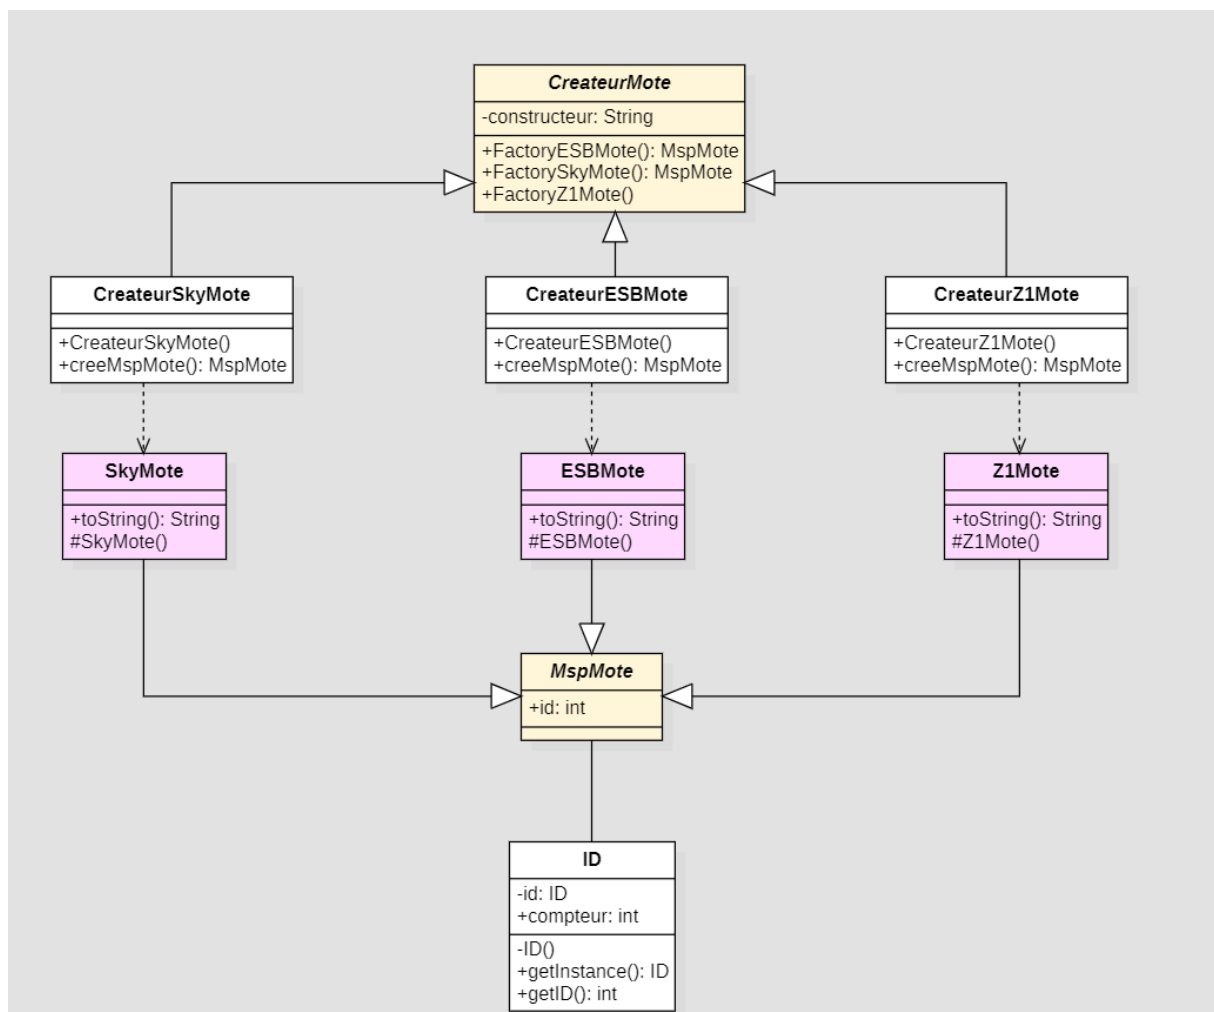 CreateurMote
-constructeur: String
+FactoryESBMote(): MspMote
+FactorySkyMote(): MspMote
+FactoryZ1Mote()
CreateurSkyMote
+CreateurSkyMote()
+creeMspMote(): MspMote
CreateurESBMote
+CreateurESBMote()
+creeMspMote(): MspMote
CreateurZ1Mote
+CreateurZ1Mote()
+creeMspMote(): MspMote
SkyMote
+toString(): String
#SkyMote()
ESBMote
+toString(): String
#ESBMote()
Z1Mote
+toString(): String
#Z1Mote()
MspMote
+id: int
ID
-id: ID
+compteur: int
-ID()
+getInstance(): ID
+getID(): int